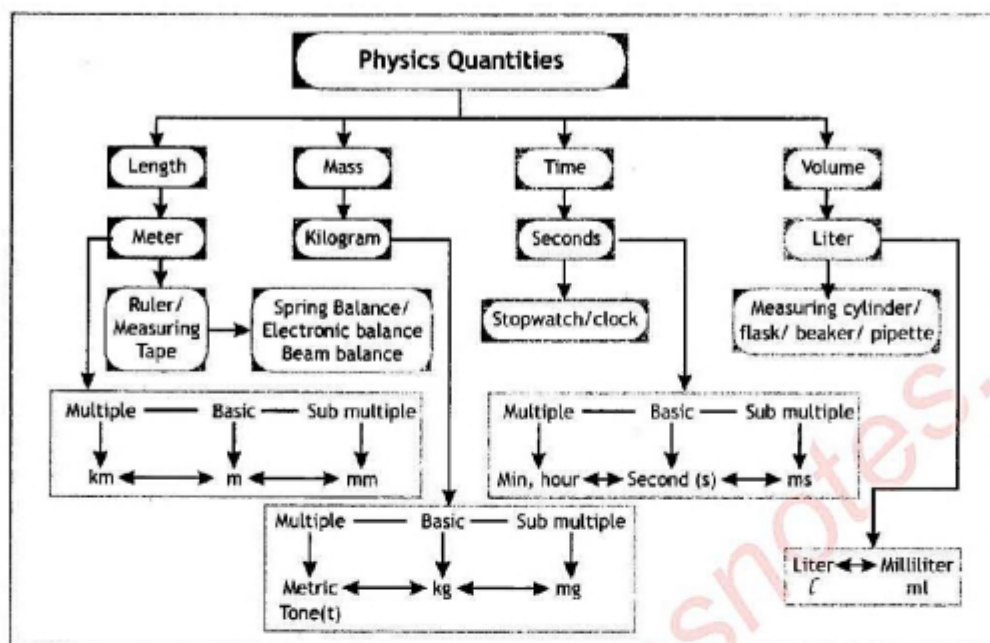 Physics Quantities
Length
Mass
Time
Volume
Meter
Kilogram
Seconds
Liter
Ruler/
Measuring
Tape
Spring Balance/
Electronic balance
Beam balance
Stopwatch/clock
Measuring cylinder/
flask/ beaker/ pipette
Multiple Basic Sub multiple
km m mm
Multiple Basic Sub multiple
Min, hour Second (s) ms
Multiple Basic Sub multiple
Metric kg mg
Tone(t)
Liter Milliliter
ℓ ml
snotes.